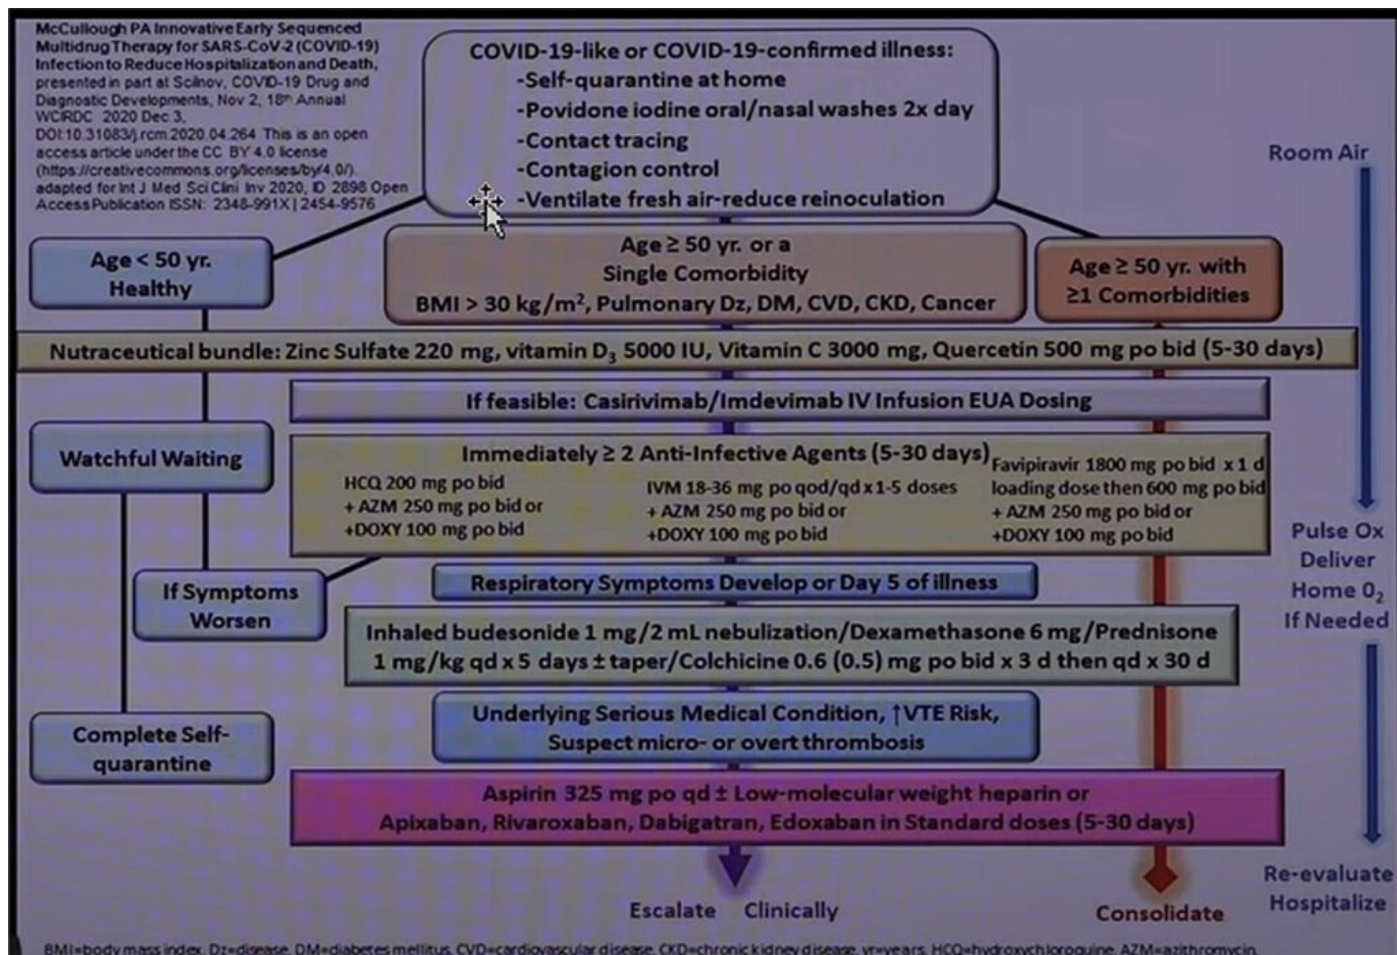 McCullough PA Innovative Early Sequenced
Multidrug Therapy for SARS-CoV-2 (COVID-19)
Infection to Reduce Hospitalization and Death,
presented in part at SciInov, COVID-19 Drug and
Diagnostic Developments, Nov 2, 18th Annual
WCIRDC 2020 Dec 3,
DOI:10.31083/j.rcm.2020.04.264 This is an open
access article under the CC BY 4.0 license
(https://creativecommons.org/licenses/by/4.0/).
adapted for Int J Med Sci Clini Inv 2020, ID 2898 Open
Access Publication ISSN: 2348-991X | 2454-9576
COVID-19-like or COVID-19-confirmed illness:
-Self-quarantine at home
-Povidone iodine oral/nasal washes 2x day
-Contact tracing
-Contagion control
-Ventilate fresh air-reduce reinoculation
Room Air
Age < 50 yr.
Healthy
Age ≥ 50 yr. or a
Single Comorbidity
BMI > 30 kg/m², Pulmonary Dz, DM, CVD, CKD, Cancer
Age ≥ 50 yr. with
≥1 Comorbidities
Nutraceutical bundle: Zinc Sulfate 220 mg, vitamin D₃ 5000 IU, Vitamin C 3000 mg, Quercetin 500 mg po bid (5-30 days)
If feasible: Casirivimab/Imdevimab IV Infusion EUA Dosing
Watchful Waiting
Immediately ≥ 2 Anti-Infective Agents (5-30 days)
HCQ 200 mg po bid
+ AZM 250 mg po bid or
+DOXY 100 mg po bid
IVM 18-36 mg po qod/qd x 1-5 doses
+ AZM 250 mg po bid or
+DOXY 100 mg po bid
Favipiravir 1800 mg po bid x 1 d
loading dose then 600 mg po bid
+ AZM 250 mg po bid or
+DOXY 100 mg po bid
Pulse Ox
Deliver
Home 0₂
If Needed
If Symptoms
Worsen
Respiratory Symptoms Develop or Day 5 of illness
Inhaled budesonide 1 mg/2 mL nebulization/Dexamethasone 6 mg/Prednisone
1 mg/kg qd x 5 days ± taper/Colchicine 0.6 (0.5) mg po bid x 3 d then qd x 30 d
Underlying Serious Medical Condition, ↑VTE Risk,
Suspect micro- or overt thrombosis
Complete Self-
quarantine
Aspirin 325 mg po qd ± Low-molecular weight heparin or
Apixaban, Rivaroxaban, Dabigatran, Edoxaban in Standard doses (5-30 days)
Escalate Clinically
Consolidate
Re-evaluate
Hospitalize
BMI=body mass index, Dz=disease, DM=diabetes mellitus, CVD=cardiovascular disease, CKD=chronic kidney disease, yr=years, HCQ=hydroxychloroquine, AZM=azithromycin,